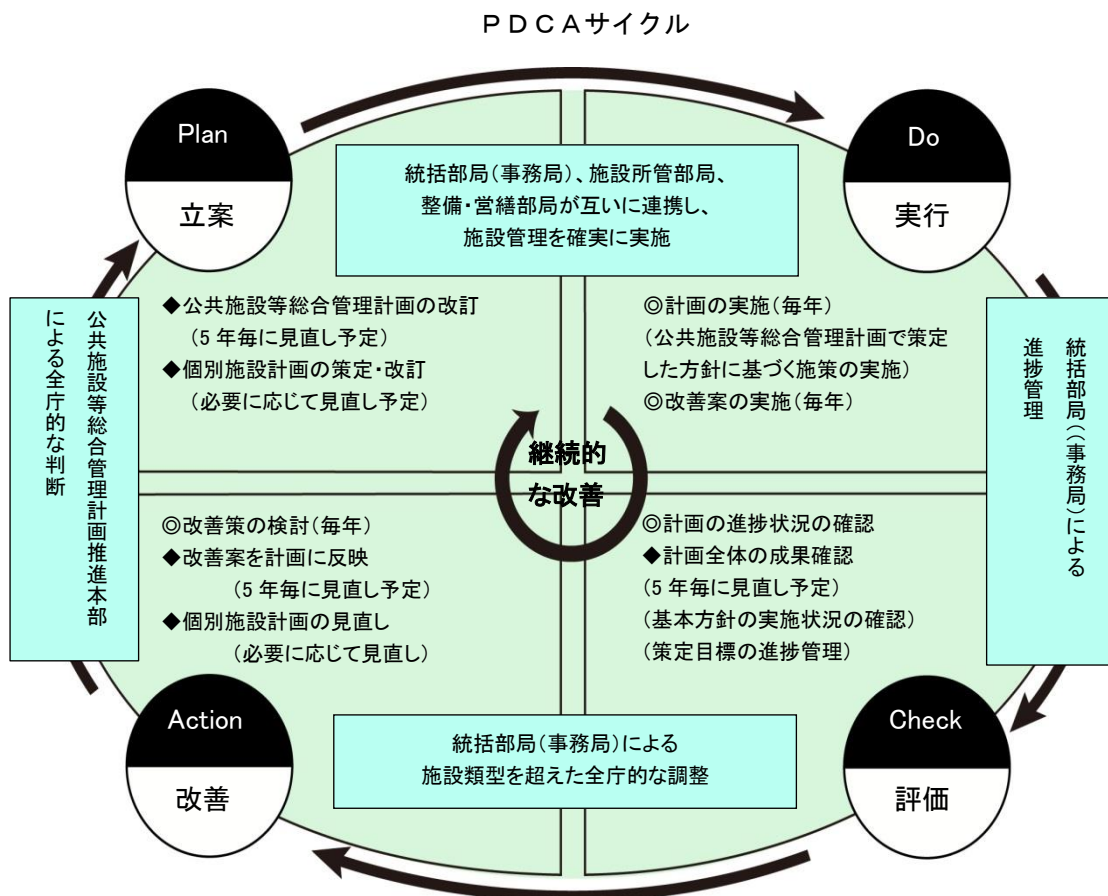 PDCAサイクル
Plan
立案
Do
実行
統括部局(事務局)、施設所管部局、
整備・営繕部局が互いに連携し、
施設管理を確実に実施
◆公共施設等総合管理計画の改訂
(5年毎に見直し予定)
◆個別施設計画の策定・改訂
(必要に応じて見直し予定)
◎計画の実施(毎年)
(公共施設等総合管理計画で策定
した方針に基づく施策の実施)
◎改善案の実施(毎年)
公共施設等総合管理計画推進本部
による全庁的な判断
統括部局((事務局)による
進捗管理
継続的
な改善
◎改善策の検討(毎年)
◆改善案を計画に反映
(5年毎に見直し予定)
◆個別施設計画の見直し
(必要に応じて見直し)
◎計画の進捗状況の確認
◆計画全体の成果確認
(5年毎に見直し予定)
(基本方針の実施状況の確認)
(策定目標の進捗管理)
Action
改善
統括部局(事務局)による
施設類型を超えた全庁的な調整
Check
評価